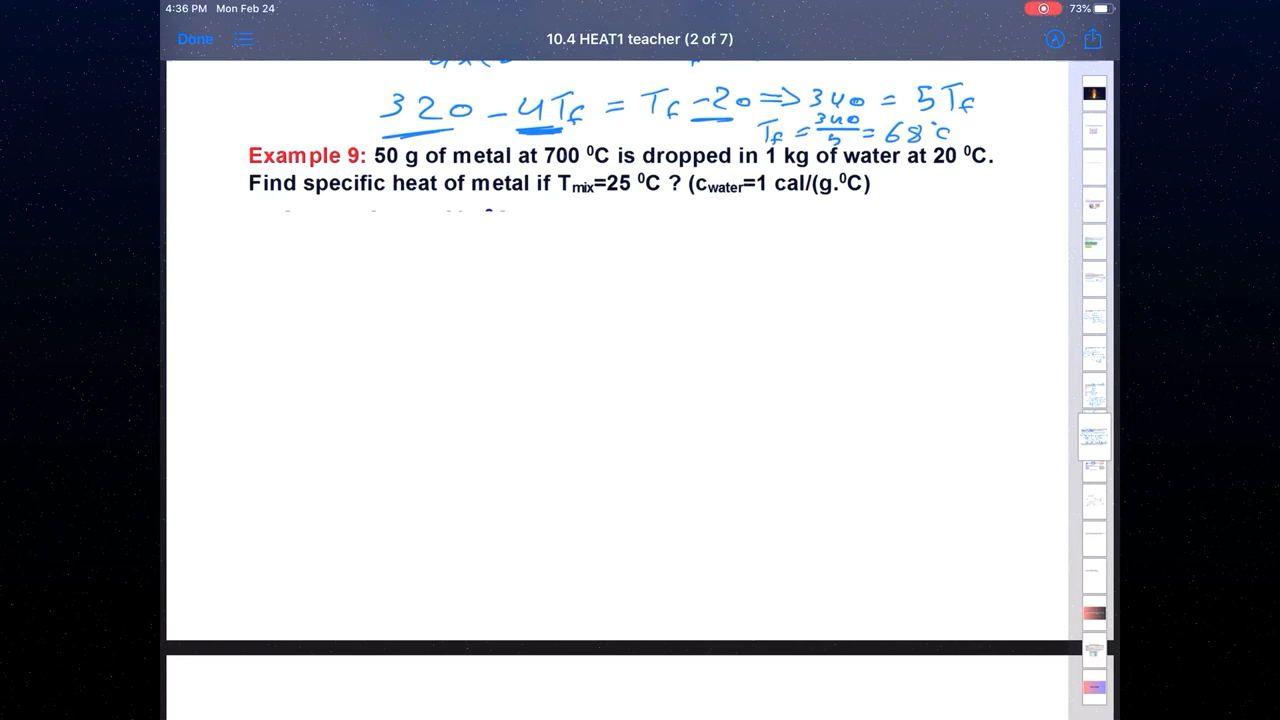 4:36 PM Mon Feb 24
73%
Done
10.4 HEAT1 teacher (2 of 7)
320 - 4Tf = Tf - 20 => 340 = 5Tf
Tf = 340/5 = 68°C
Example 9: 50 g of metal at 700 ⁰C is dropped in 1 kg of water at 20 ⁰C.
Find specific heat of metal if Tmix=25 ⁰C ? (cwater=1 cal/(g.⁰C)